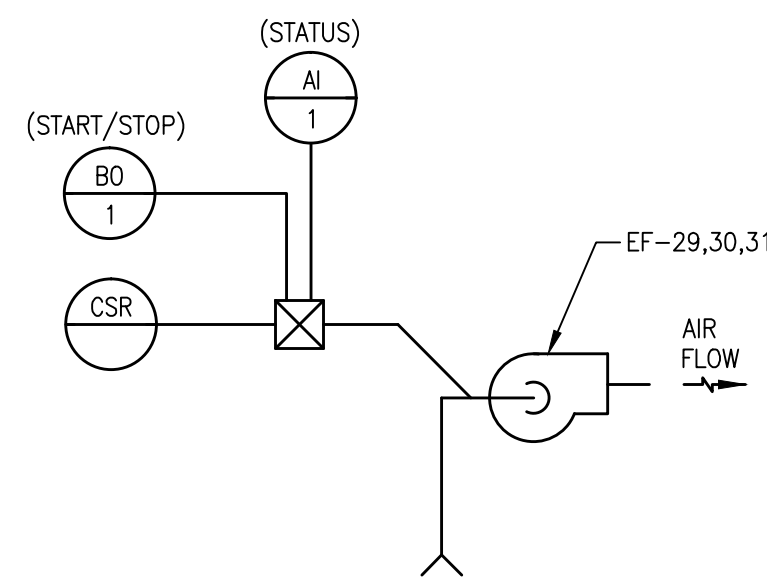 (STATUS)
AI
1
(START/STOP)
BO
1
CSR
EF-29,30,31
AIR
FLOW